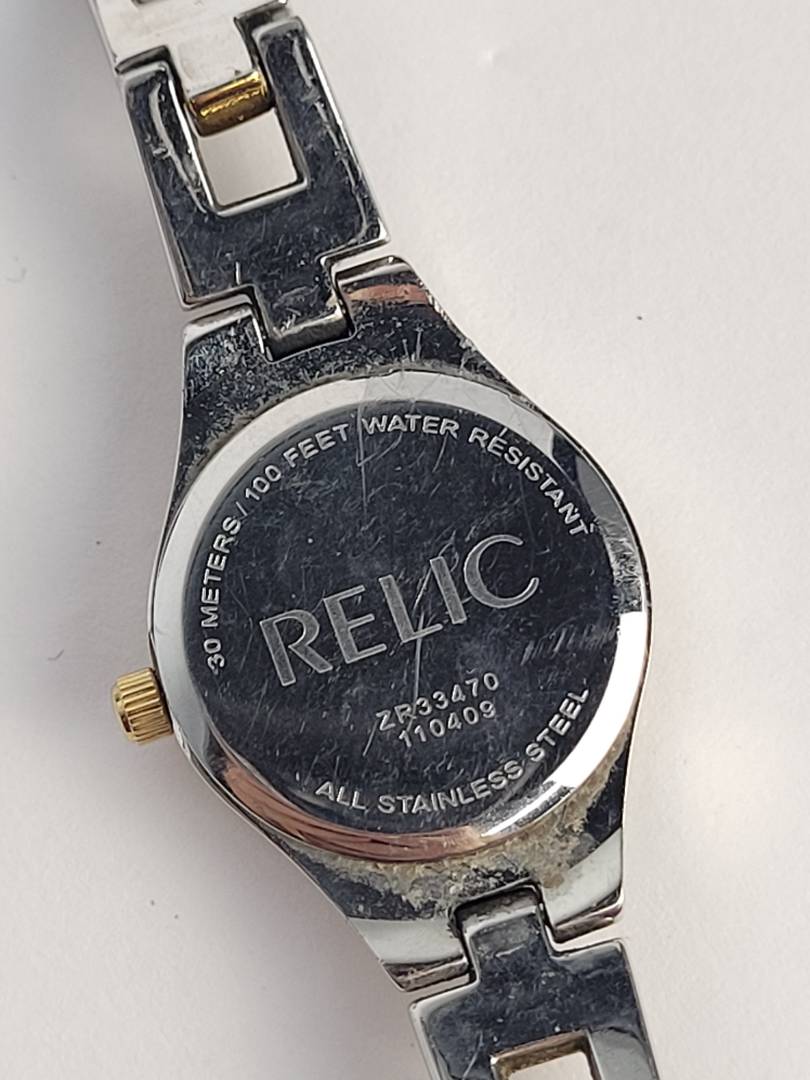 30 METERS / 100 FEET WATER RESISTANT
RELIC
ZR33470
110409
ALL STAINLESS STEEL